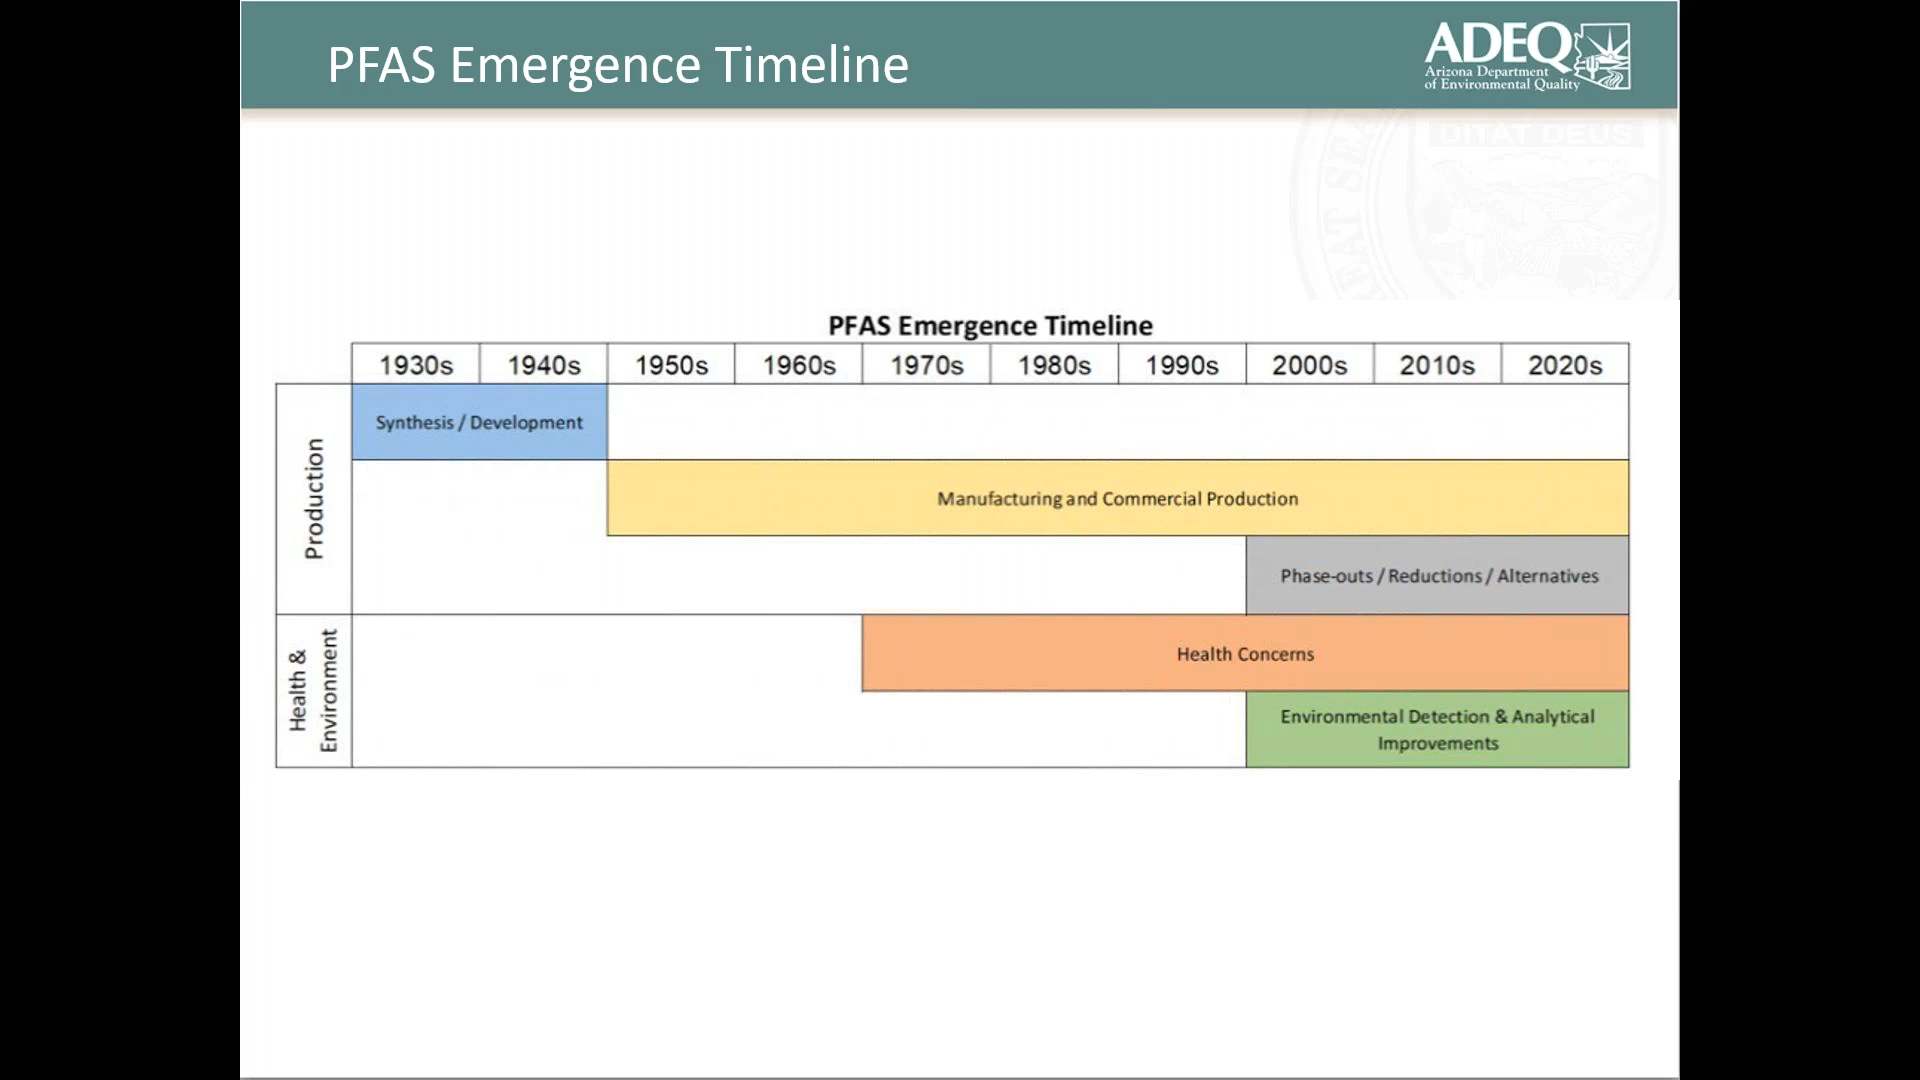 PFAS Emergence Timeline
ADEQ
Arizona Department
of Environmental Quality
DITAT DEUS
PFAS Emergence Timeline
1930s 1940s 1950s 1960s 1970s 1980s 1990s 2000s 2010s 2020s
Production
Synthesis / Development
Manufacturing and Commercial Production
Phase-outs / Reductions / Alternatives
Health &
Environment
Health Concerns
Environmental Detection & Analytical
Improvements